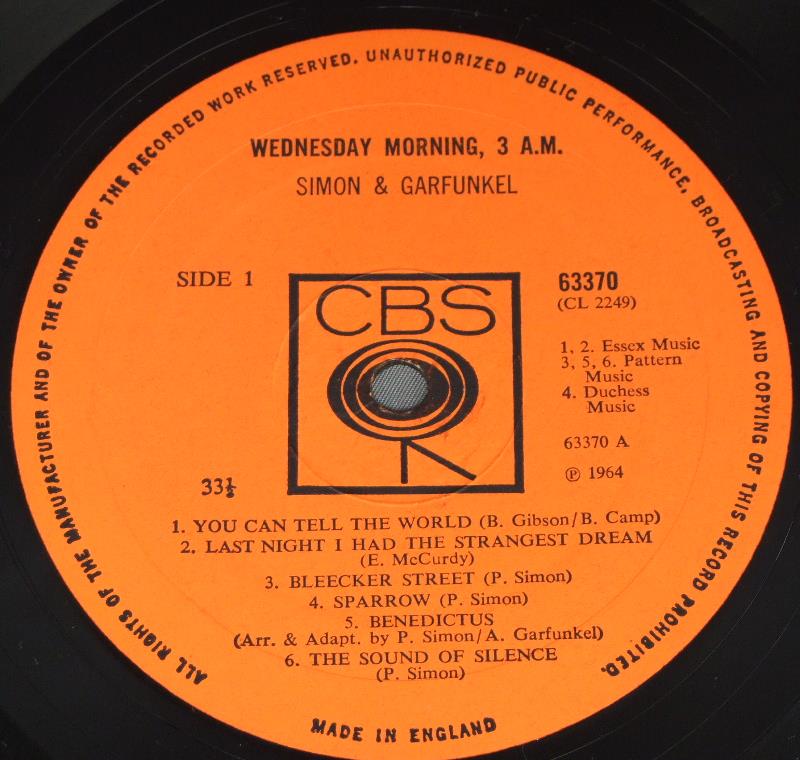 ALL RIGHTS OF THE MANUFACTURER AND OF THE OWNER OF THE RECORDED WORK RESERVED. UNAUTHORIZED PUBLIC PERFORMANCE, BROADCASTING AND COPYING OF THIS RECORD PROHIBITED.
WEDNESDAY MORNING, 3 A.M.
SIMON & GARFUNKEL
SIDE 1
CBS
63370
(CL 2249)
1, 2. Essex Music
3, 5, 6. Pattern
Music
4. Duchess
Music
63370 A
℗ 1964
33⅓
1. YOU CAN TELL THE WORLD (B. Gibson/B. Camp)
2. LAST NIGHT I HAD THE STRANGEST DREAM
(E. McCurdy)
3. BLEECKER STREET (P. Simon)
4. SPARROW (P. Simon)
5. BENEDICTUS
(Arr. & Adapt. by P. Simon/A. Garfunkel)
6. THE SOUND OF SILENCE
(P. Simon)
MADE IN ENGLAND